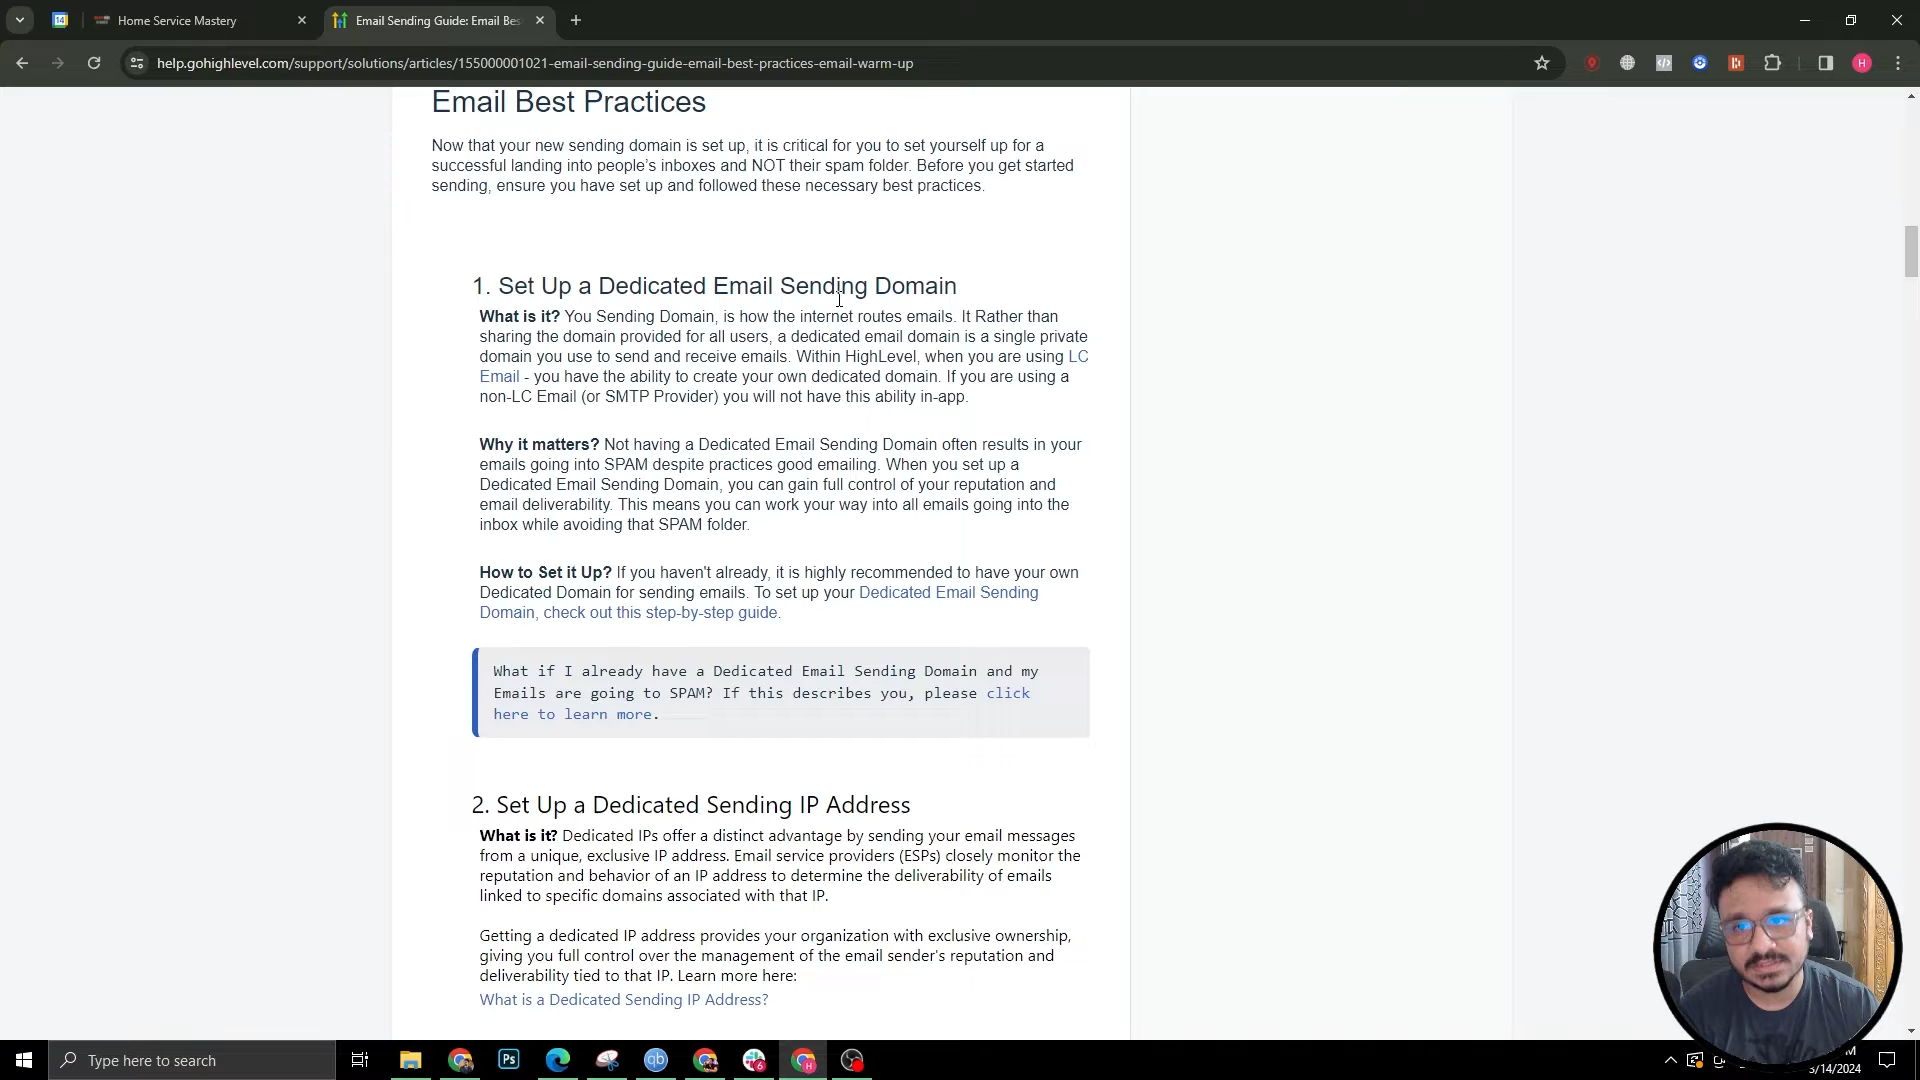 14
Home Service Mastery
Email Sending Guide: Email Bes
help.gohighlevel.com/support/solutions/articles/155000001021-email-sending-guide-email-best-practices-email-warm-up
H
Email Best Practices
Now that your new sending domain is set up, it is critical for you to set yourself up for a
successful landing into people’s inboxes and NOT their spam folder. Before you get started
sending, ensure you have set up and followed these necessary best practices.
1. Set Up a Dedicated Email Sending Domain
What is it? You Sending Domain, is how the internet routes emails. It Rather than
sharing the domain provided for all users, a dedicated email domain is a single private
domain you use to send and receive emails. Within HighLevel, when you are using LC
Email - you have the ability to create your own dedicated domain. If you are using a
non-LC Email (or SMTP Provider) you will not have this ability in-app.
Why it matters? Not having a Dedicated Email Sending Domain often results in your
emails going into SPAM despite practices good emailing. When you set up a
Dedicated Email Sending Domain, you can gain full control of your reputation and
email deliverability. This means you can work your way into all emails going into the
inbox while avoiding that SPAM folder.
How to Set it Up? If you haven't already, it is highly recommended to have your own
Dedicated Domain for sending emails. To set up your Dedicated Email Sending
Domain, check out this step-by-step guide.
What if I already have a Dedicated Email Sending Domain and my
Emails are going to SPAM? If this describes you, please click
here to learn more.
2. Set Up a Dedicated Sending IP Address
What is it? Dedicated IPs offer a distinct advantage by sending your email messages
from a unique, exclusive IP address. Email service providers (ESPs) closely monitor the
reputation and behavior of an IP address to determine the deliverability of emails
linked to specific domains associated with that IP.
Getting a dedicated IP address provides your organization with exclusive ownership,
giving you full control over the management of the email sender's reputation and
deliverability tied to that IP. Learn more here:
What is a Dedicated Sending IP Address?
Type here to search
Ps
qb
6
H
M
3/14/2024